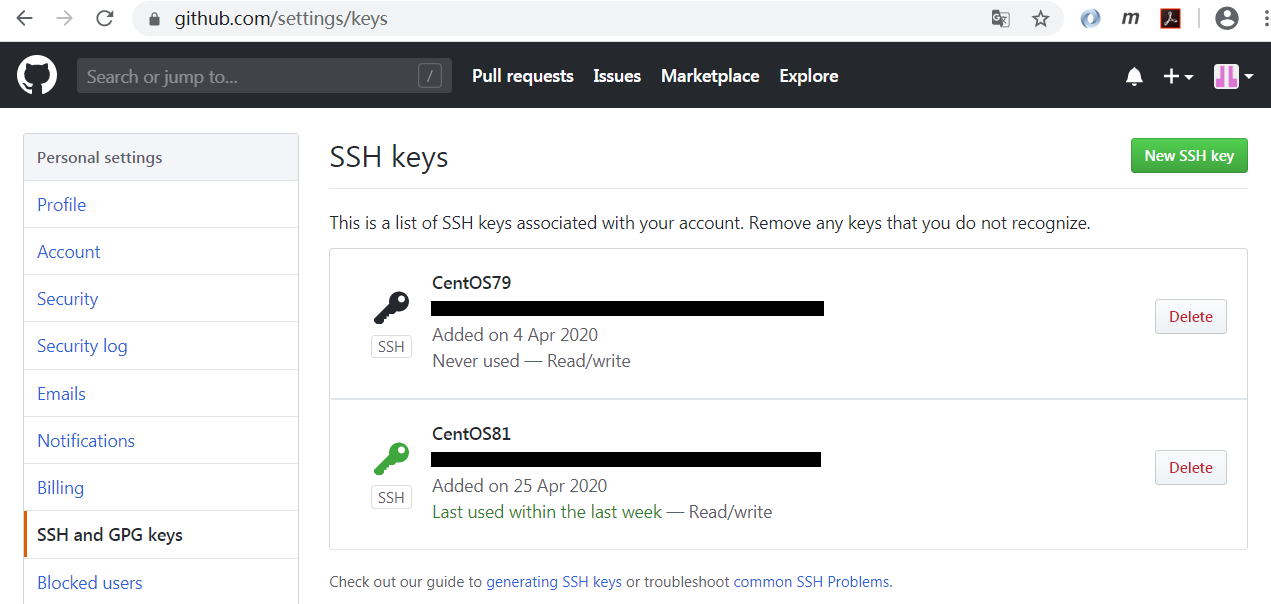 github.com/settings/keys
m
Search or jump to...
/
Pull requests
Issues
Marketplace
Explore
Personal settings
Profile
Account
Security
Security log
Emails
Notifications
Billing
SSH and GPG keys
Blocked users
SSH keys
New SSH key
This is a list of SSH keys associated with your account. Remove any keys that you do not recognize.
CentOS79
Added on 4 Apr 2020
Never used — Read/write
SSH
Delete
CentOS81
Added on 25 Apr 2020
Last used within the last week — Read/write
SSH
Delete
Check out our guide to generating SSH keys or troubleshoot common SSH Problems.